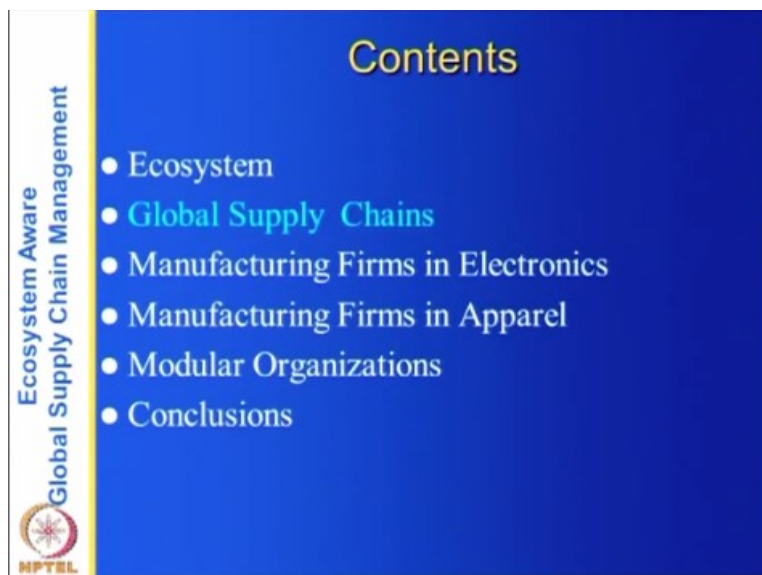 Contents
Ecosystem
Global Supply Chains
Manufacturing Firms in Electronics
Manufacturing Firms in Apparel
Modular Organizations
Conclusions
Ecosystem Aware
Global Supply Chain Management
NPTEL